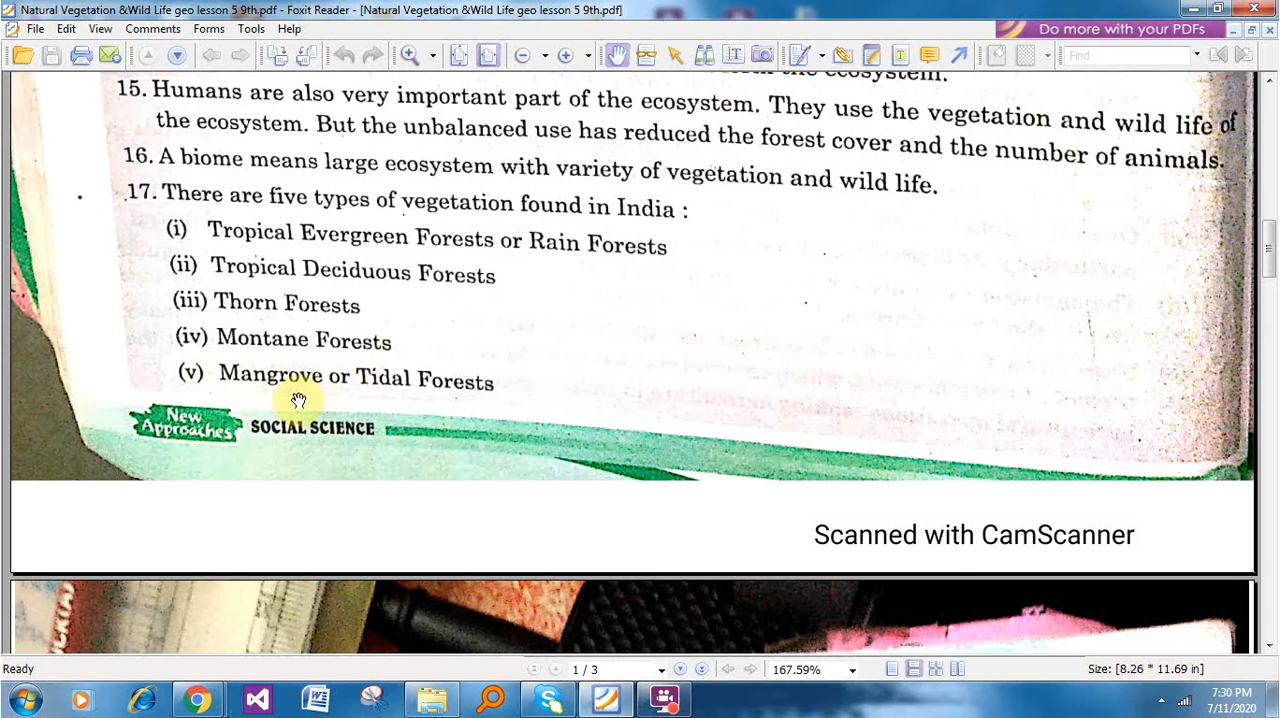 Natural Vegetation &Wild Life geo lesson 5 9th.pdf - Foxit Reader - [Natural Vegetation &Wild Life geo lesson 5 9th.pdf]
File Edit View Comments Forms Tools Help
Do more with your PDFs
Find
the ecosystem.
15. Humans are also very important part of the ecosystem. They use the vegetation and wild life of
the ecosystem. But the unbalanced use has reduced the forest cover and the number of animals.
16. A biome means large ecosystem with variety of vegetation and wild life.
17. There are five types of vegetation found in India :
(i) Tropical Evergreen Forests or Rain Forests
(ii) Tropical Deciduous Forests
(iii) Thorn Forests
(iv) Montane Forests
(v) Mangrove or Tidal Forests
New
Approaches SOCIAL SCIENCE
Scanned with CamScanner
Ready
1 / 3
167.59%
Size: [8.26 * 11.69 in]
7:30 PM
7/11/2020